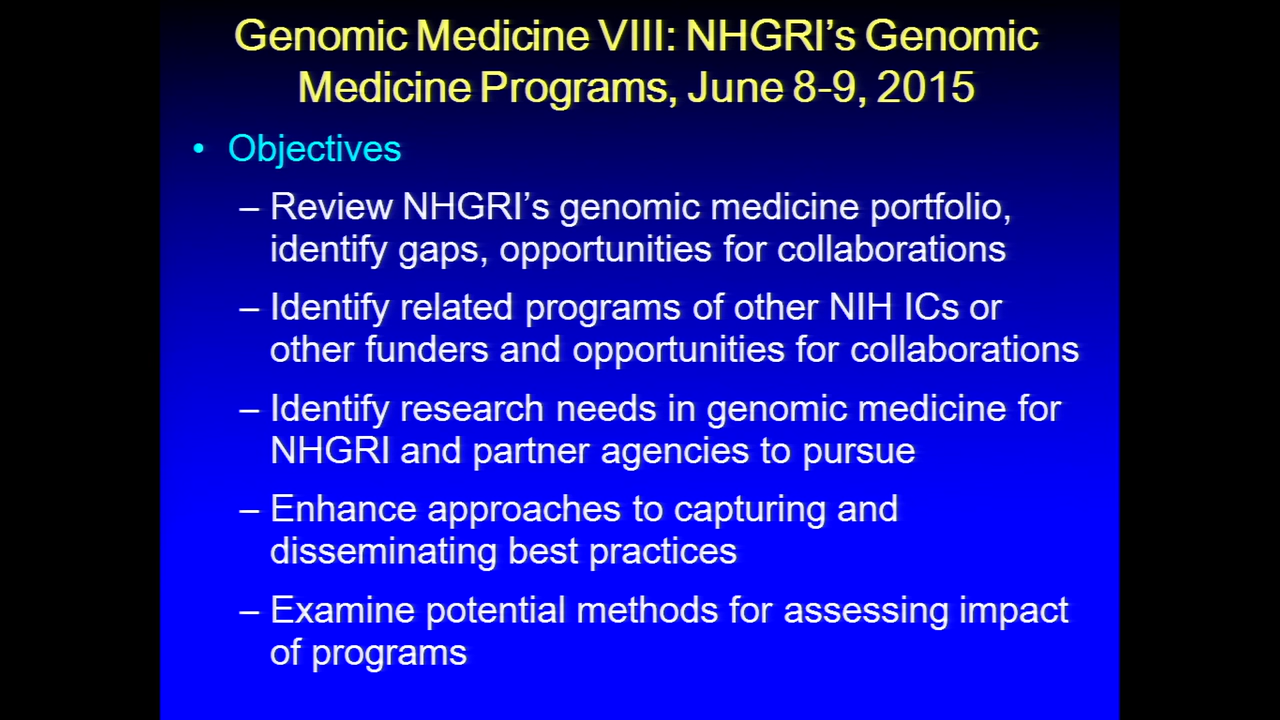 Genomic Medicine VIII: NHGRI’s Genomic
Medicine Programs, June 8-9, 2015
• Objectives
– Review NHGRI’s genomic medicine portfolio,
identify gaps, opportunities for collaborations
– Identify related programs of other NIH ICs or
other funders and opportunities for collaborations
– Identify research needs in genomic medicine for
NHGRI and partner agencies to pursue
– Enhance approaches to capturing and
disseminating best practices
– Examine potential methods for assessing impact
of programs